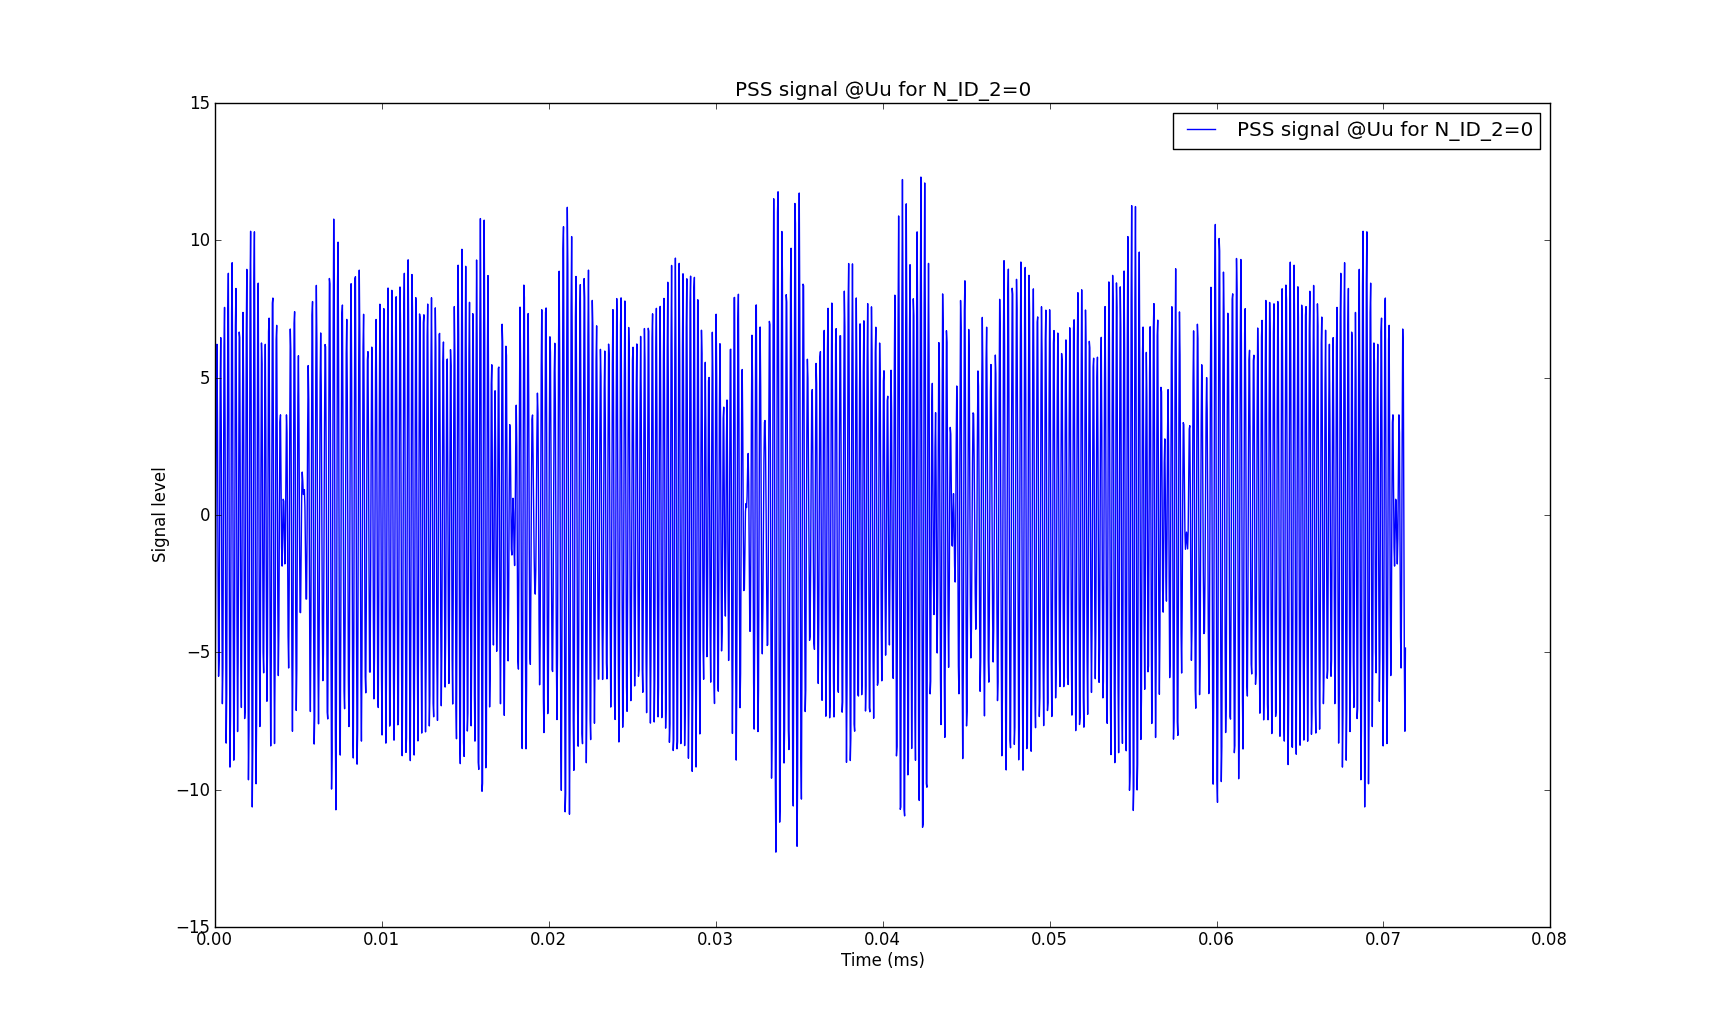 PSS signal @Uu for N_ID_2=0
PSS signal @Uu for N_ID_2=0
15
10
5
0
−5
−10
−15
Signal level
0.00 0.01 0.02 0.03 0.04 0.05 0.06 0.07 0.08
Time (ms)